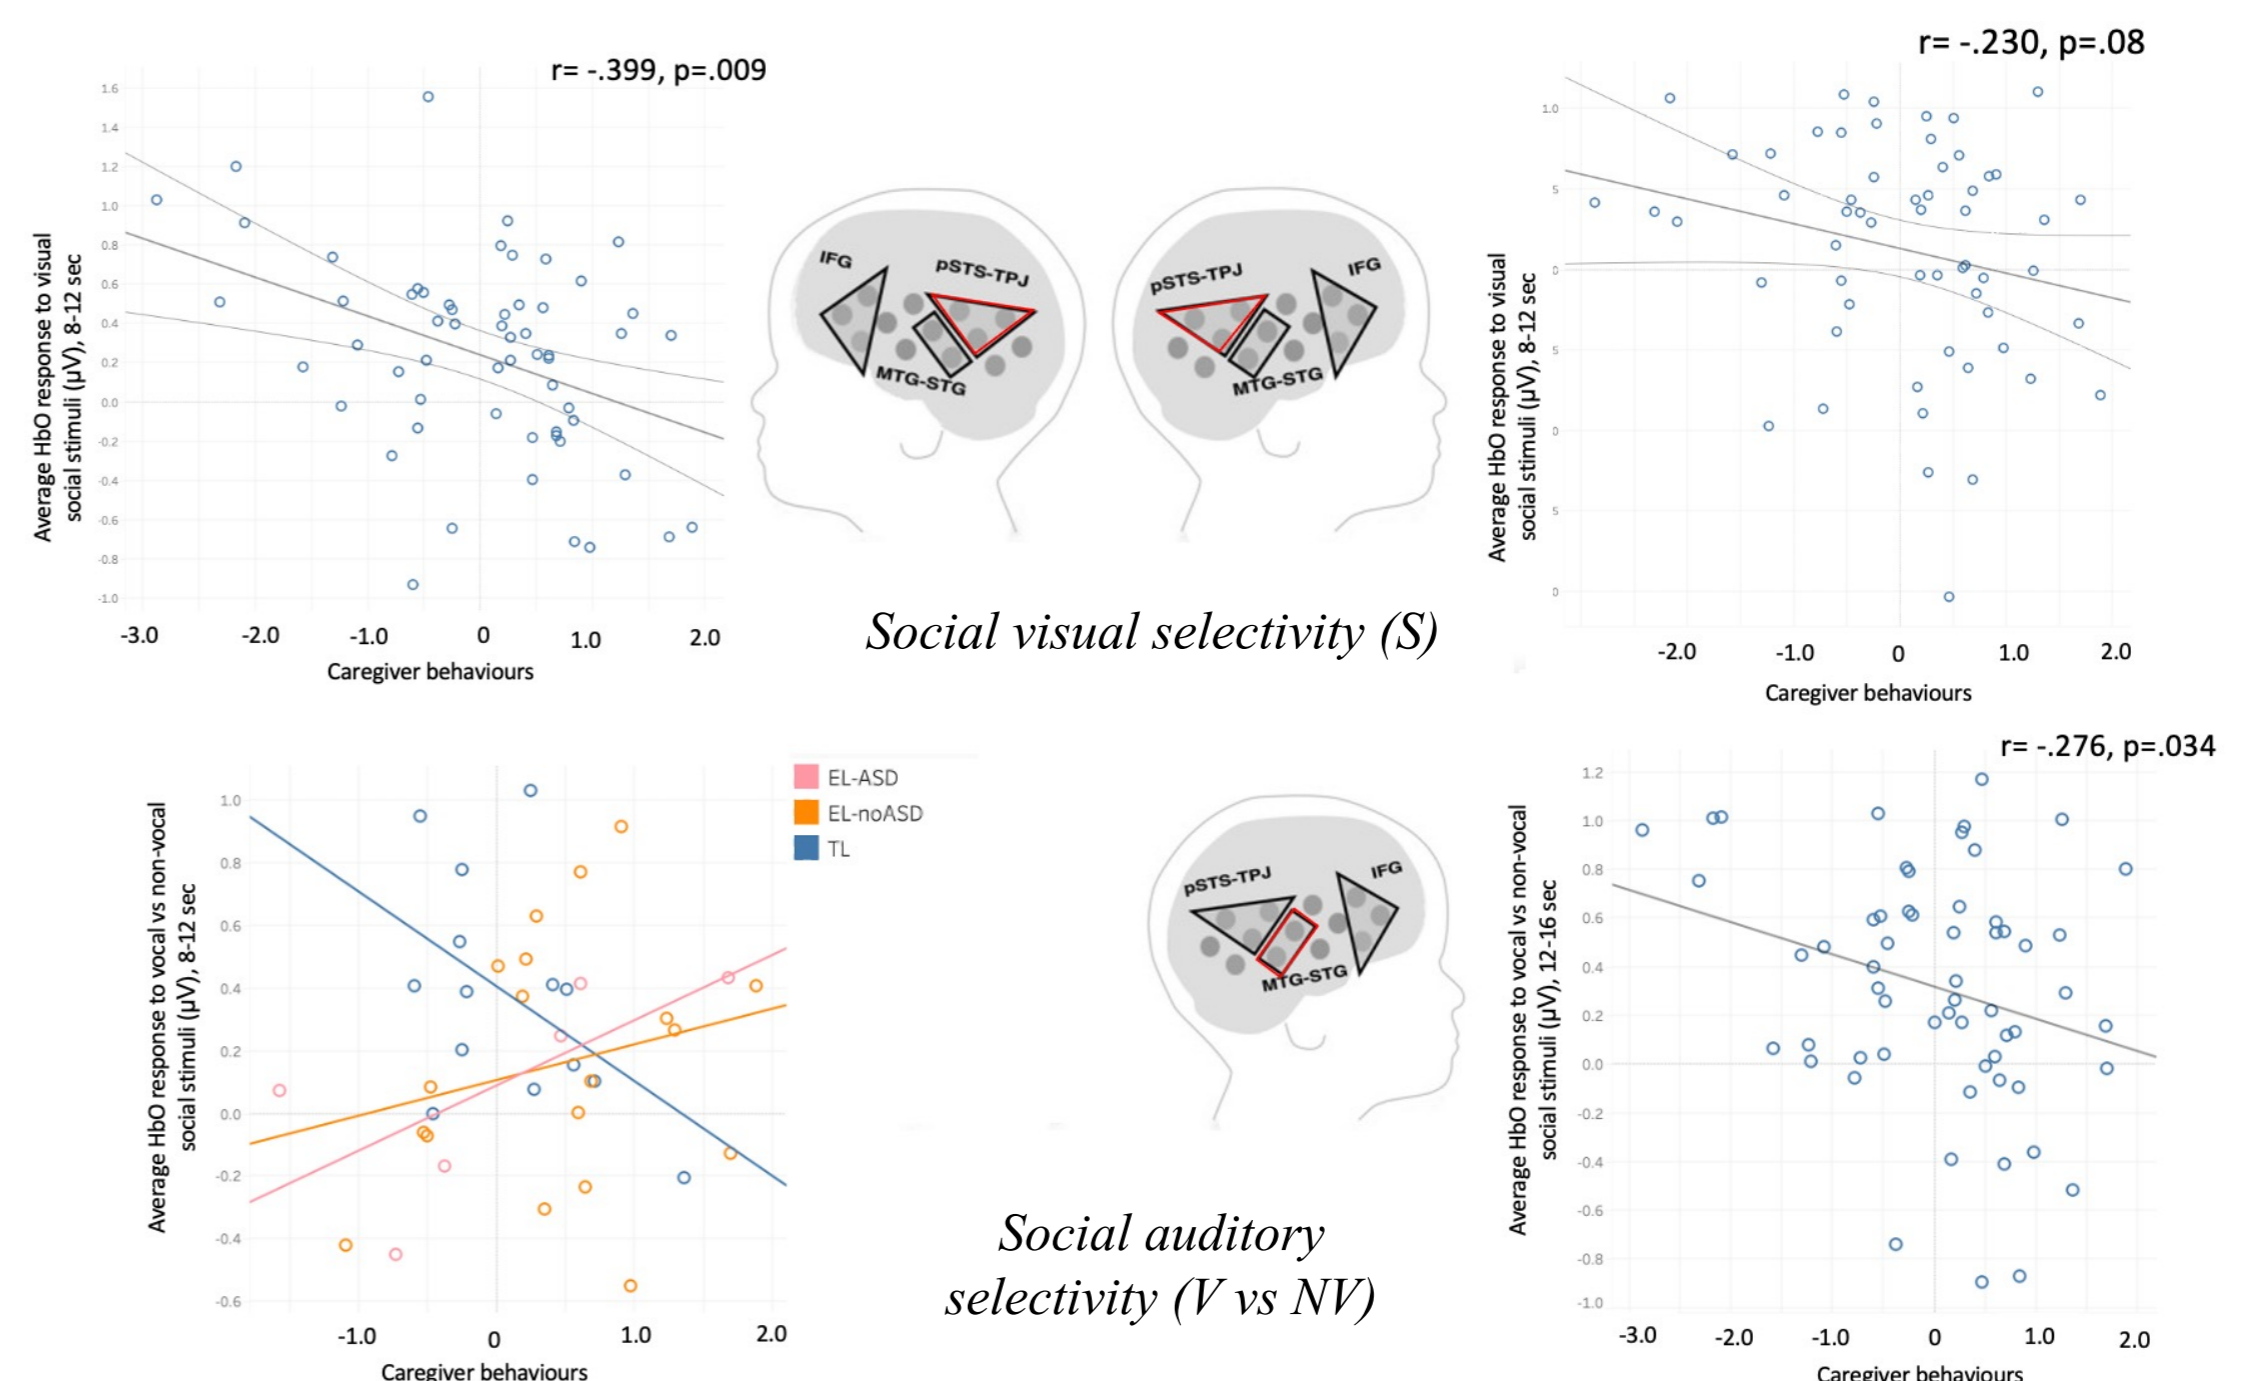 r= -.399, p=.009
1.6
1.4
1.2
1.0
0.8
0.6
0.4
0.2
0.0
-0.2
-0.4
-0.6
-0.8
-1.0
Average HbO response to visual
social stimuli (μV), 8-12 sec
-3.0 -2.0 -1.0 0 1.0 2.0
Caregiver behaviours
IFG
pSTS-TPJ
MTG-STG
pSTS-TPJ
IFG
MTG-STG
Social visual selectivity (S)
r= -.230, p=.08
1.0
5
0
5
0
5
0
Average HbO response to visual
social stimuli (μV), 8-12 sec
-2.0 -1.0 0 1.0 2.0
Caregiver behaviours
1.0
0.8
0.6
0.4
0.2
0.0
-0.2
-0.4
-0.6
Average HbO response to vocal vs non-vocal
social stimuli (μV), 8-12 sec
-1.0 0 1.0 2.0
Caregiver behaviours
EL-ASD
EL-noASD
TL
pSTS-TPJ
IFG
MTG-STG
Social auditory
selectivity (V vs NV)
r= -.276, p=.034
1.2
1.0
0.8
0.6
0.4
0.2
0.0
-0.2
-0.4
-0.6
-0.8
-1.0
Average HbO response to vocal vs non-vocal
social stimuli (μV), 12-16 sec
-3.0 -2.0 -1.0 0 1.0 2.0
Caregiver behaviours